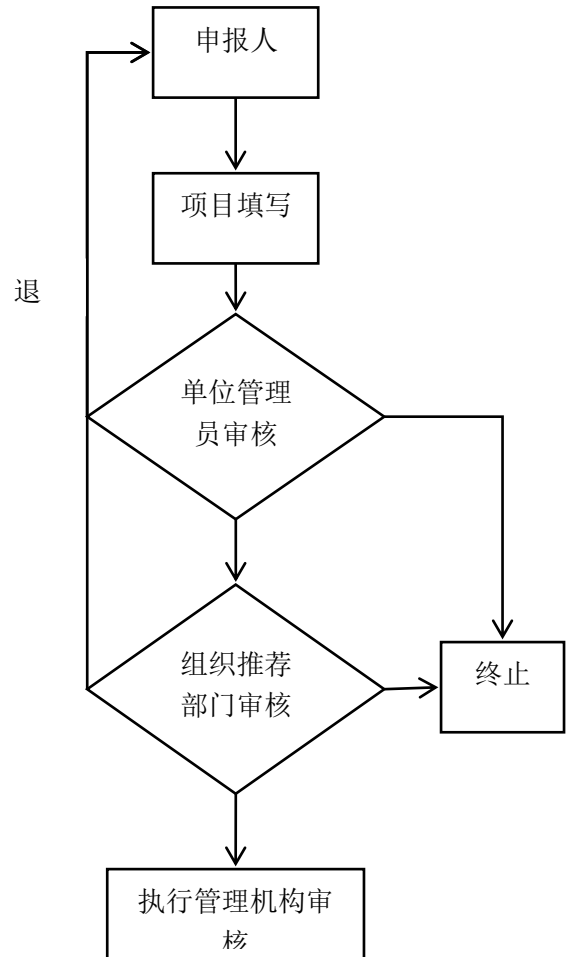 申报人
项目填写
退
单位管理
员审核
组织推荐
部门审核
终止
执行管理机构审
核